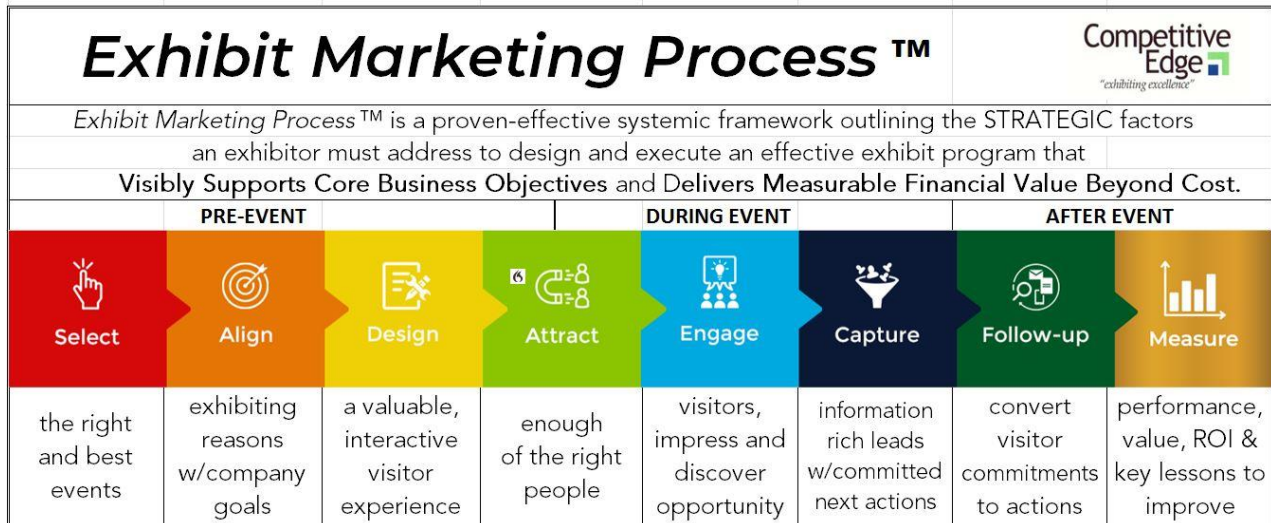 Exhibit Marketing Process ™
Competitive
Edge
"exhibiting excellence"
Exhibit Marketing Process™ is a proven-effective systemic framework outlining the STRATEGIC factors
an exhibitor must address to design and execute an effective exhibit program that
Visibly Supports Core Business Objectives and Delivers Measurable Financial Value Beyond Cost.
PRE-EVENT
DURING EVENT
AFTER EVENT
Select
Align
Design
Attract
Engage
Capture
Follow-up
Measure
the right
and best
events
exhibiting
reasons
w/company
goals
a valuable,
interactive
visitor
experience
enough
of the right
people
visitors,
impress and
discover
opportunity
information
rich leads
w/committed
next actions
convert
visitor
commitments
to actions
performance,
value, ROI &
key lessons to
improve